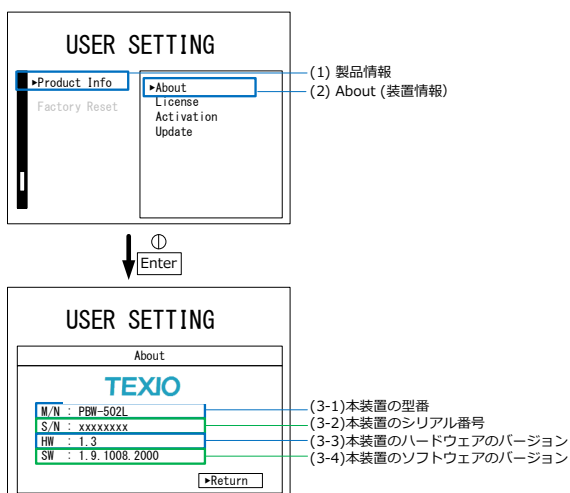 USER SETTING
▸Product Info
Factory Reset
▸About
License
Activation
Update
(1) 製品情報
(2) About (装置情報)
①
Enter
USER SETTING
About
TEXIO
M/N : PBW-502L
S/N : xxxxxxxx
HW : 1.3
SW : 1.9.1008.2000
▸Return
(3-1)本装置の型番
(3-2)本装置のシリアル番号
(3-3)本装置のハードウェアのバージョン
(3-4)本装置のソフトウェアのバージョン